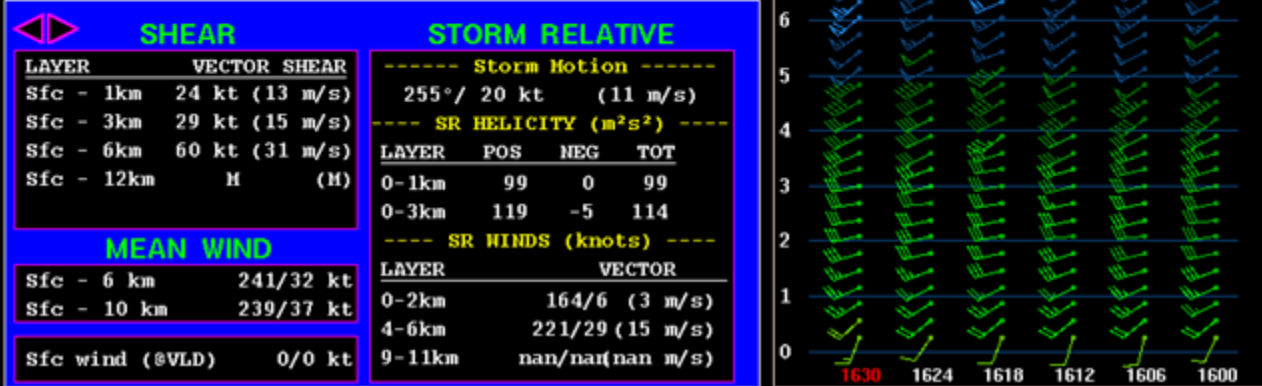 SHEAR
LAYER VECTOR SHEAR
Sfc - 1km 24 kt (13 m/s)
Sfc - 3km 29 kt (15 m/s)
Sfc - 6km 60 kt (31 m/s)
Sfc - 12km M (M)
MEAN WIND
Sfc - 6 km 241/32 kt
Sfc - 10 km 239/37 kt
Sfc wind (@VLD) 0/0 kt
STORM RELATIVE
------ Storm Motion ------
255°/ 20 kt (11 m/s)
---- SR HELICITY (m²s²) ----
LAYER POS NEG TOT
0-1km 99 0 99
0-3km 119 -5 114
---- SR WINDS (knots) ----
LAYER VECTOR
0-2km 164/6 (3 m/s)
4-6km 221/29 (15 m/s)
9-11km nan/nan(nan m/s)
6
5
4
3
2
1
0
1630 1624 1618 1612 1606 1600